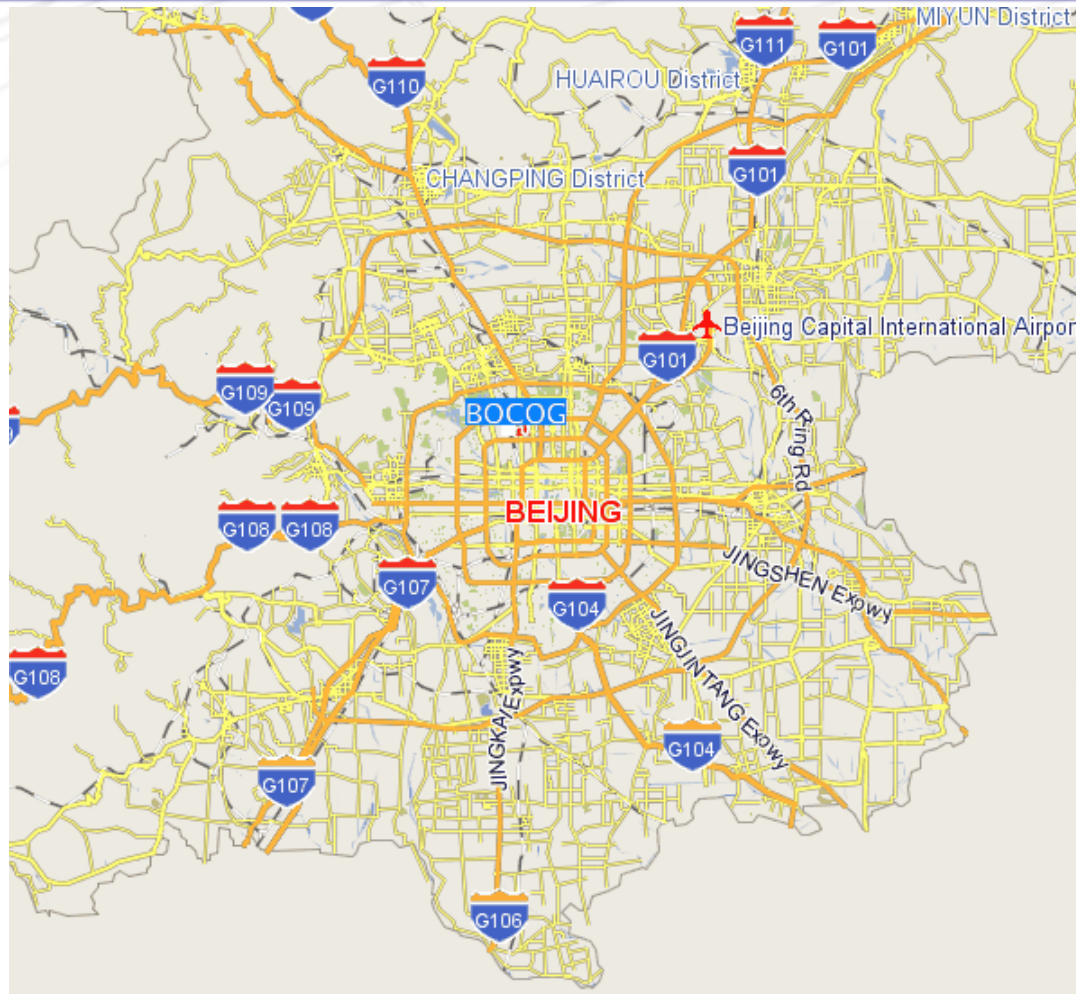 MIYUN District
G111
G101
HUAIROU District
G110
G101
CHANGPING District
Beijing Capital International Airpor
G101
G109
G109
6th Ring Rd
BOCOG
BEIJING
G108
G108
JINGSHEN Expwy
G107
G104
JINGJINTANG Expwy
G108
JINGKAI Expwy
G104
G107
G106